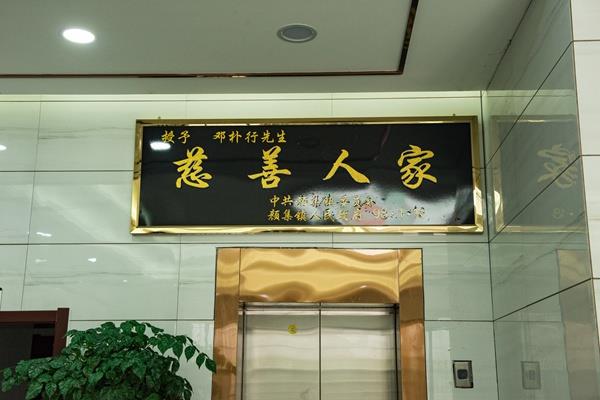 授予 邓朴行先生
慈善人家
中共颍集镇委员会
颍集镇人民政府